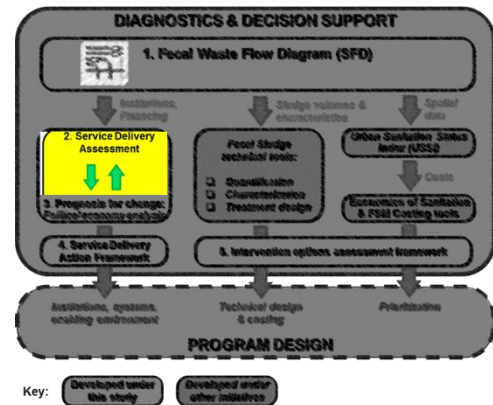 DIAGNOSTICS & DECISION SUPPORT
1. Fecal Waste Flow Diagram (SFD)
Institutions,
Financing
Sludge volumes &
characteristics
Spatial
data
2. Service Delivery
Assessment
3. Prognosis for change:
Political economy analysis
Fecal Sludge
technical tools:
❑ Quantification
❑ Characterization
❑ Treatment design
Urban Sanitation Status
Index (USSI)
Costs
Economics of Sanitation
& FSM Costing tools
4. Service Delivery
Action Framework
5. Intervention options assessment framework
Institutions, systems,
enabling environment
Technical design
& costing
Prioritization
PROGRAM DESIGN
Key:
Developed under
this study
Developed under
other initiatives